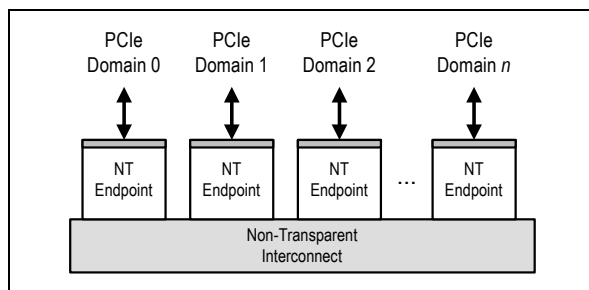 PCIe
Domain 0
PCIe
Domain 1
PCIe
Domain 2
PCIe
Domain n
NT
Endpoint
NT
Endpoint
NT
Endpoint
...
NT
Endpoint
Non-Transparent
Interconnect